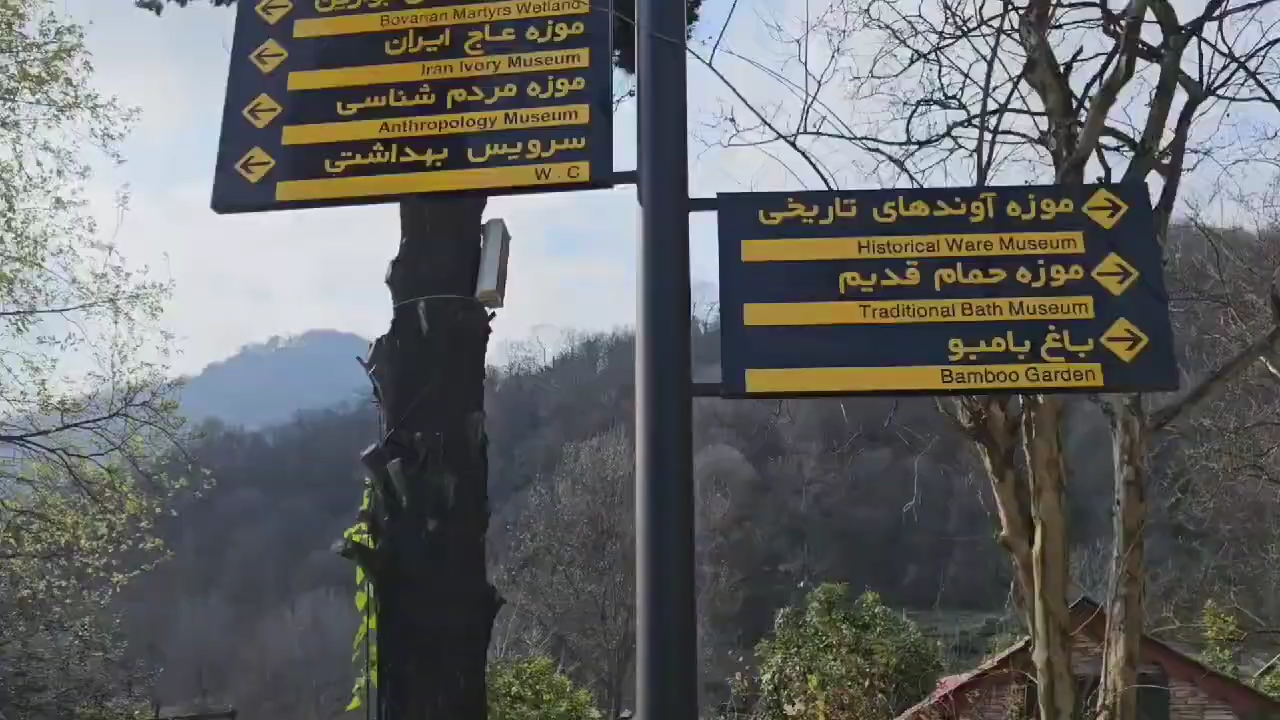 Bovanan Martyrs Wetland
موزه عاج ایران
Iran Ivory Museum
موزه مردم شناسی
Anthropology Museum
سرویس بهداشتی
W . C
موزه آوندهای تاریخی
Historical Ware Museum
موزه حمام قدیم
Traditional Bath Museum
باغ بامبو
Bamboo Garden